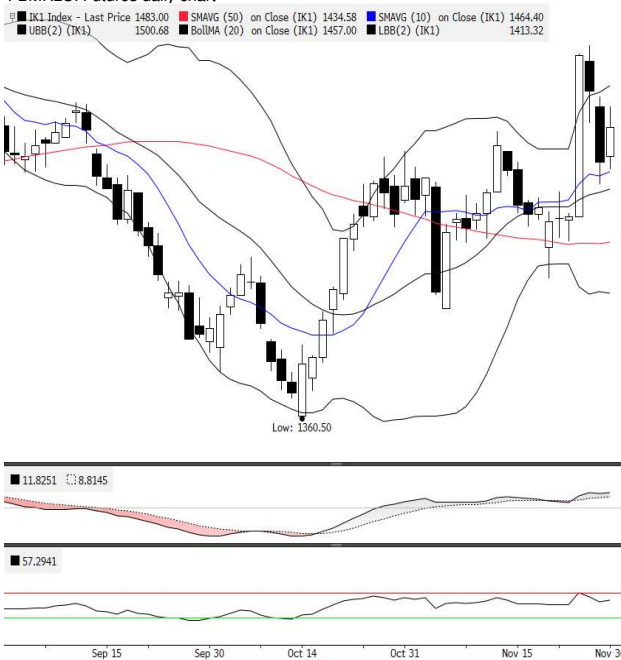 IK1 Index - Last Price 1483.00 SMAVG (50) on Close (IK1) 1434.58 SMAVG (10) on Close (IK1) 1464.40
UBB(2) (IK1) 1500.68 BollMA (20) on Close (IK1) 1457.00 LBB(2) (IK1) 1413.32
Low: 1360.50
11.8251 8.8145
57.2941
Sep 15 Sep 30 Oct 14 Oct 31 Nov 15 Nov 3